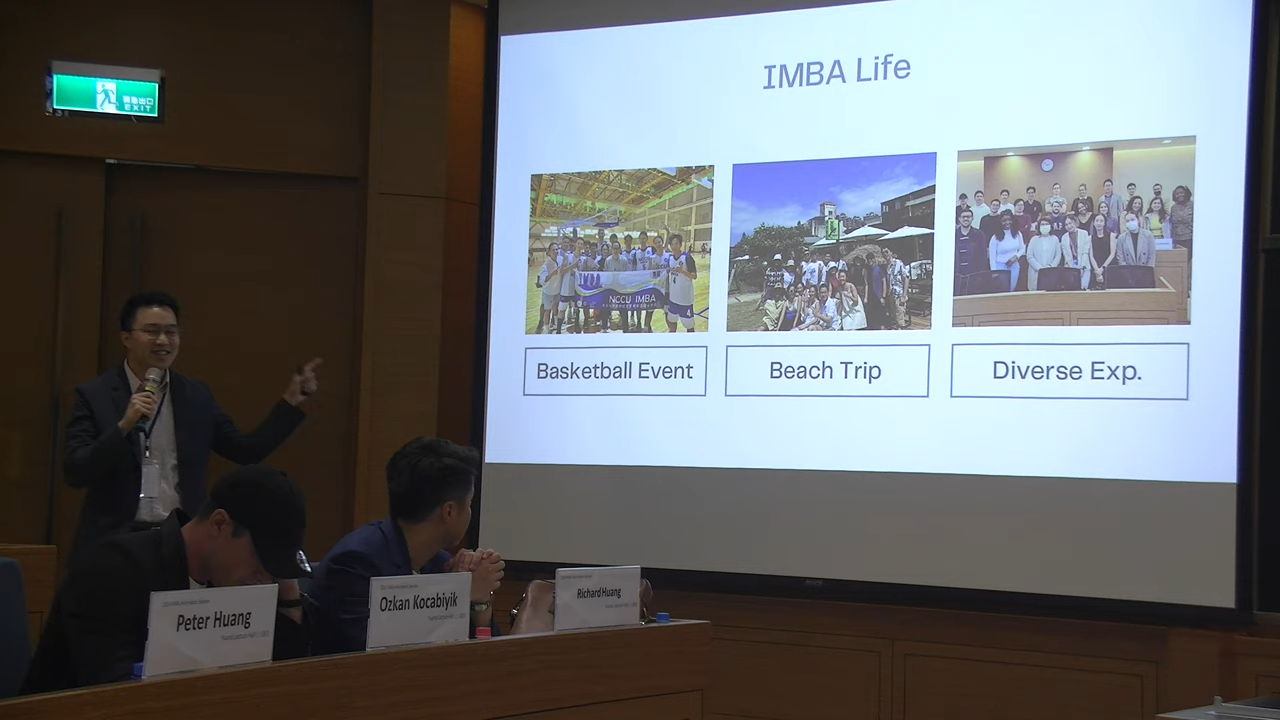 緊急出口
EXIT
IMBA Life
IMBA
NCCU IMBA
Basketball Event
Beach Trip
Diverse Exp.
Peter Huang
Ozkan Kocabiyik
Richard Huang